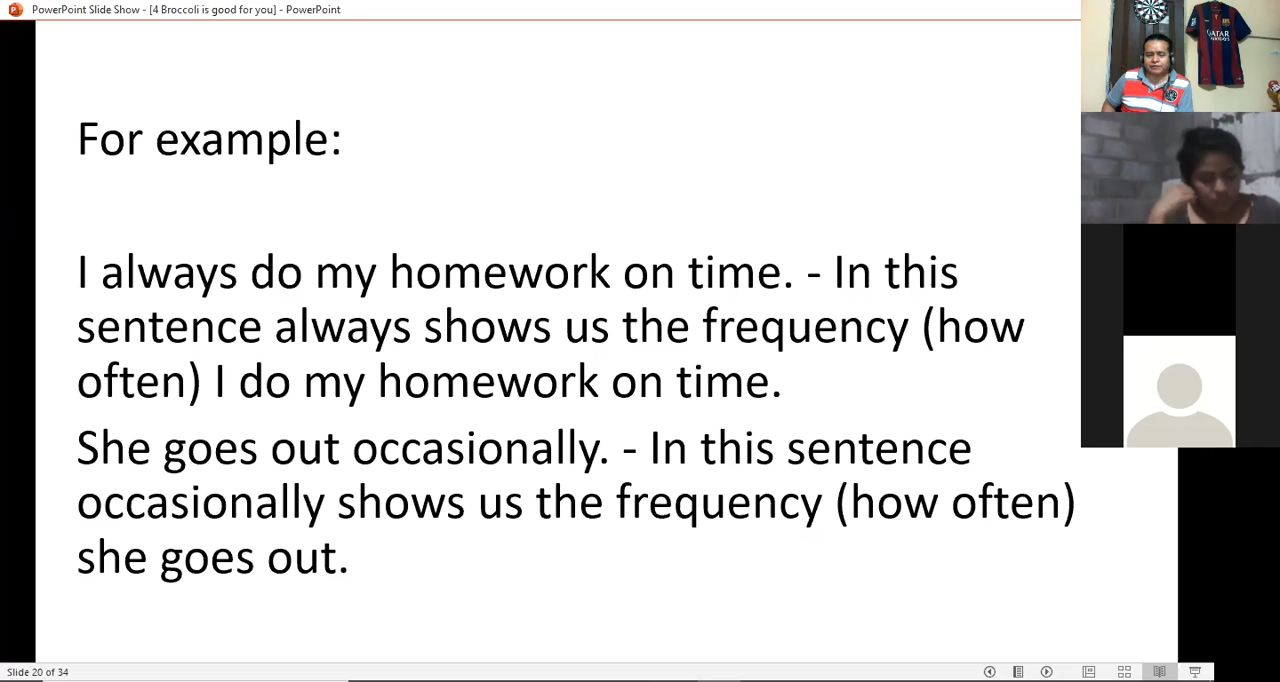 PowerPoint Slide Show - [4 Broccoli is good for you] - PowerPoint
For example:
I always do my homework on time. - In this
sentence always shows us the frequency (how
often) I do my homework on time.
She goes out occasionally. - In this sentence
occasionally shows us the frequency (how often)
she goes out.
QATAR
AIRWAYS
Slide 20 of 34